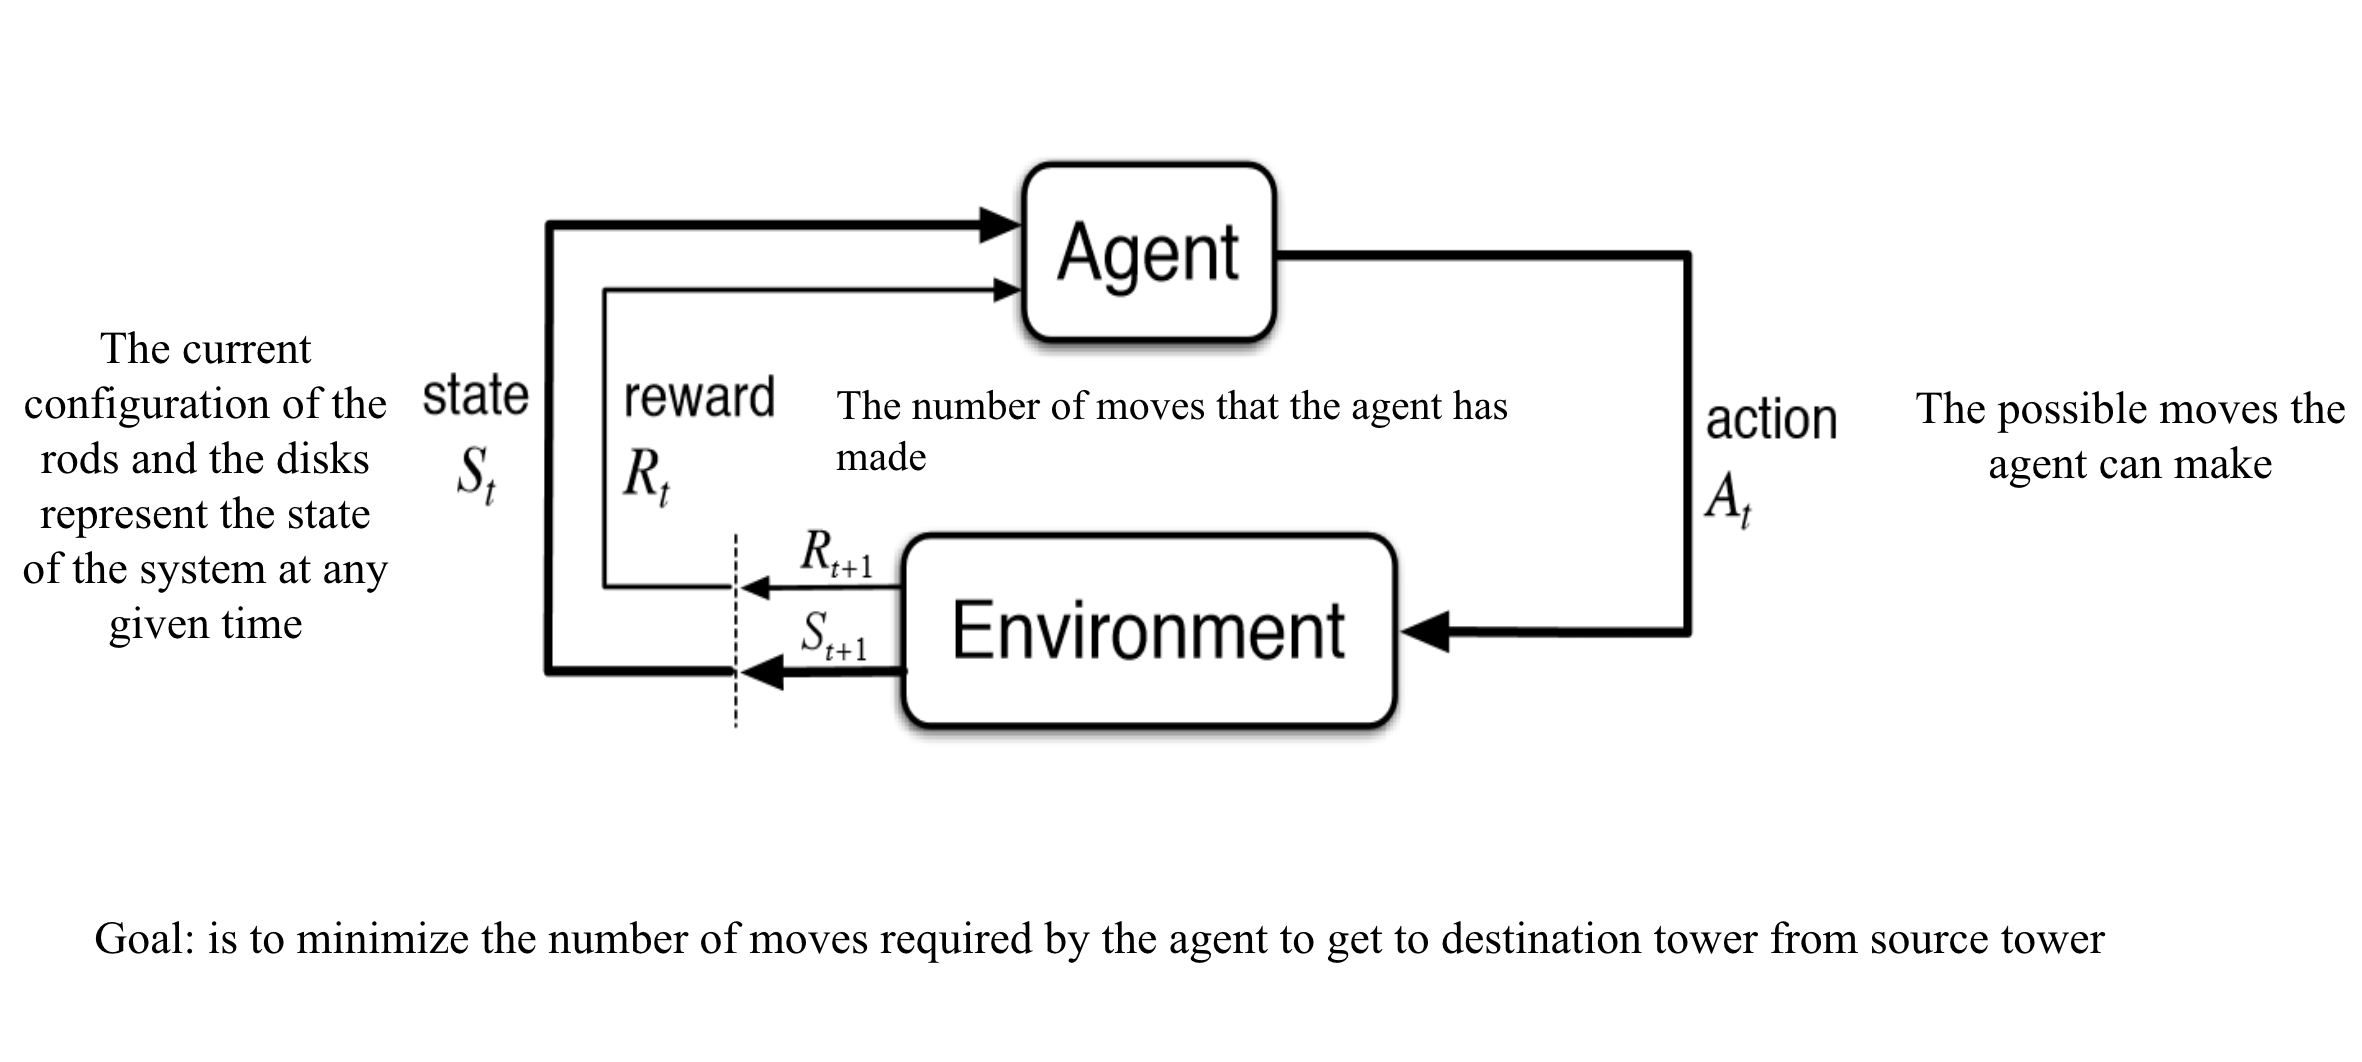 Agent
The current
configuration of the
rods and the disks
represent the state
of the system at any
given time
state
S_t
reward
R_t
The number of moves that the agent has
made
action
A_t
The possible moves the
agent can make
R_{t+1}
S_{t+1}
Environment
Goal: is to minimize the number of moves required by the agent to get to destination tower from source tower